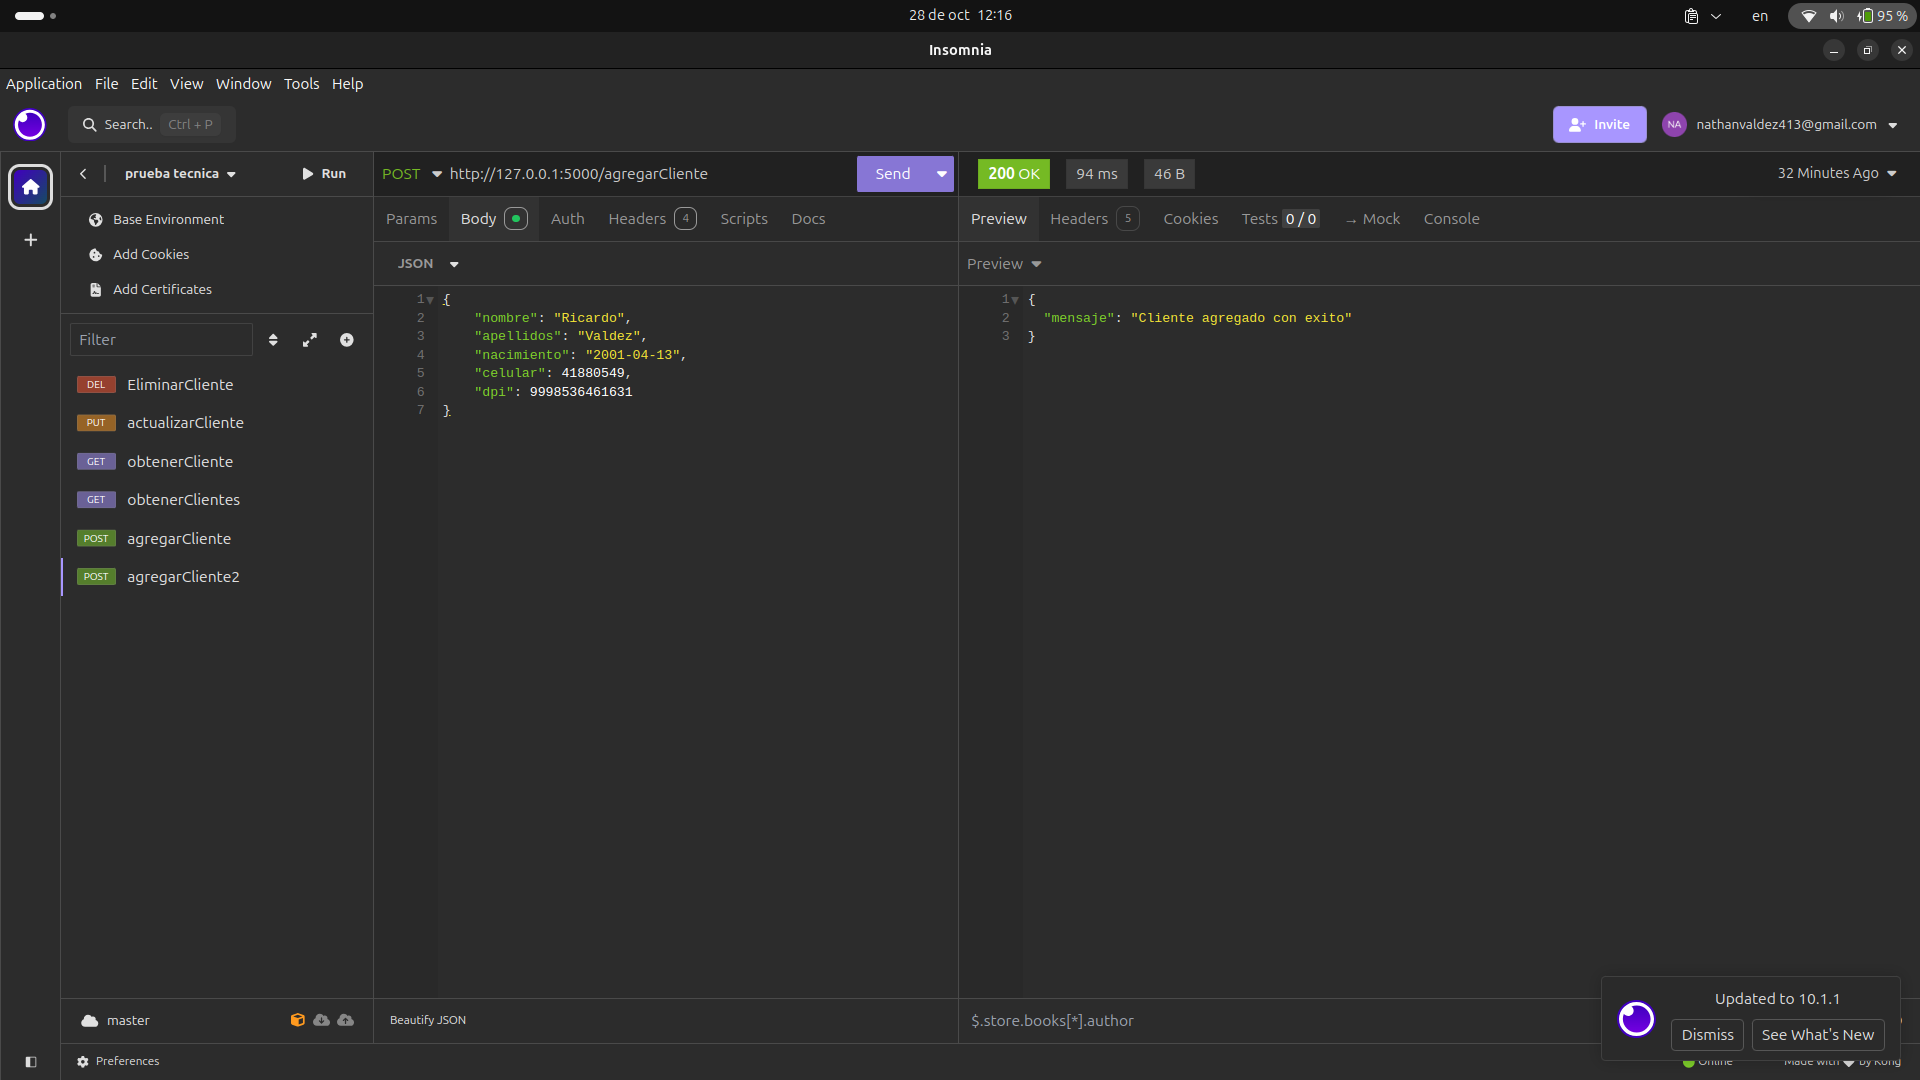 28 de oct 12:16
en
95 %
Insomnia
Application File Edit View Window Tools Help
Search.. Ctrl + P
Invite
NA
nathanvaldez413@gmail.com
prueba tecnica
Run
POST http://127.0.0.1:5000/agregarCliente
Send
200 OK
94 ms
46 B
32 Minutes Ago
Base Environment
Add Cookies
Add Certificates
Params Body Auth Headers 4 Scripts Docs
Preview Headers 5 Cookies Tests 0 / 0 → Mock Console
JSON
Preview
Filter
DEL EliminarCliente
PUT actualizarCliente
GET obtenerCliente
GET obtenerClientes
POST agregarCliente
POST agregarCliente2
1 {
2 "nombre": "Ricardo",
3 "apellidos": "Valdez",
4 "nacimiento": "2001-04-13",
5 "celular": 41880549,
6 "dpi": 9998536461631
7 }
1 {
2 "mensaje": "Cliente agregado con exito"
3 }
master
Beautify JSON
$.store.books[*].author
Updated to 10.1.1
Dismiss
See What's New
Preferences
Online
Made with
by Kong